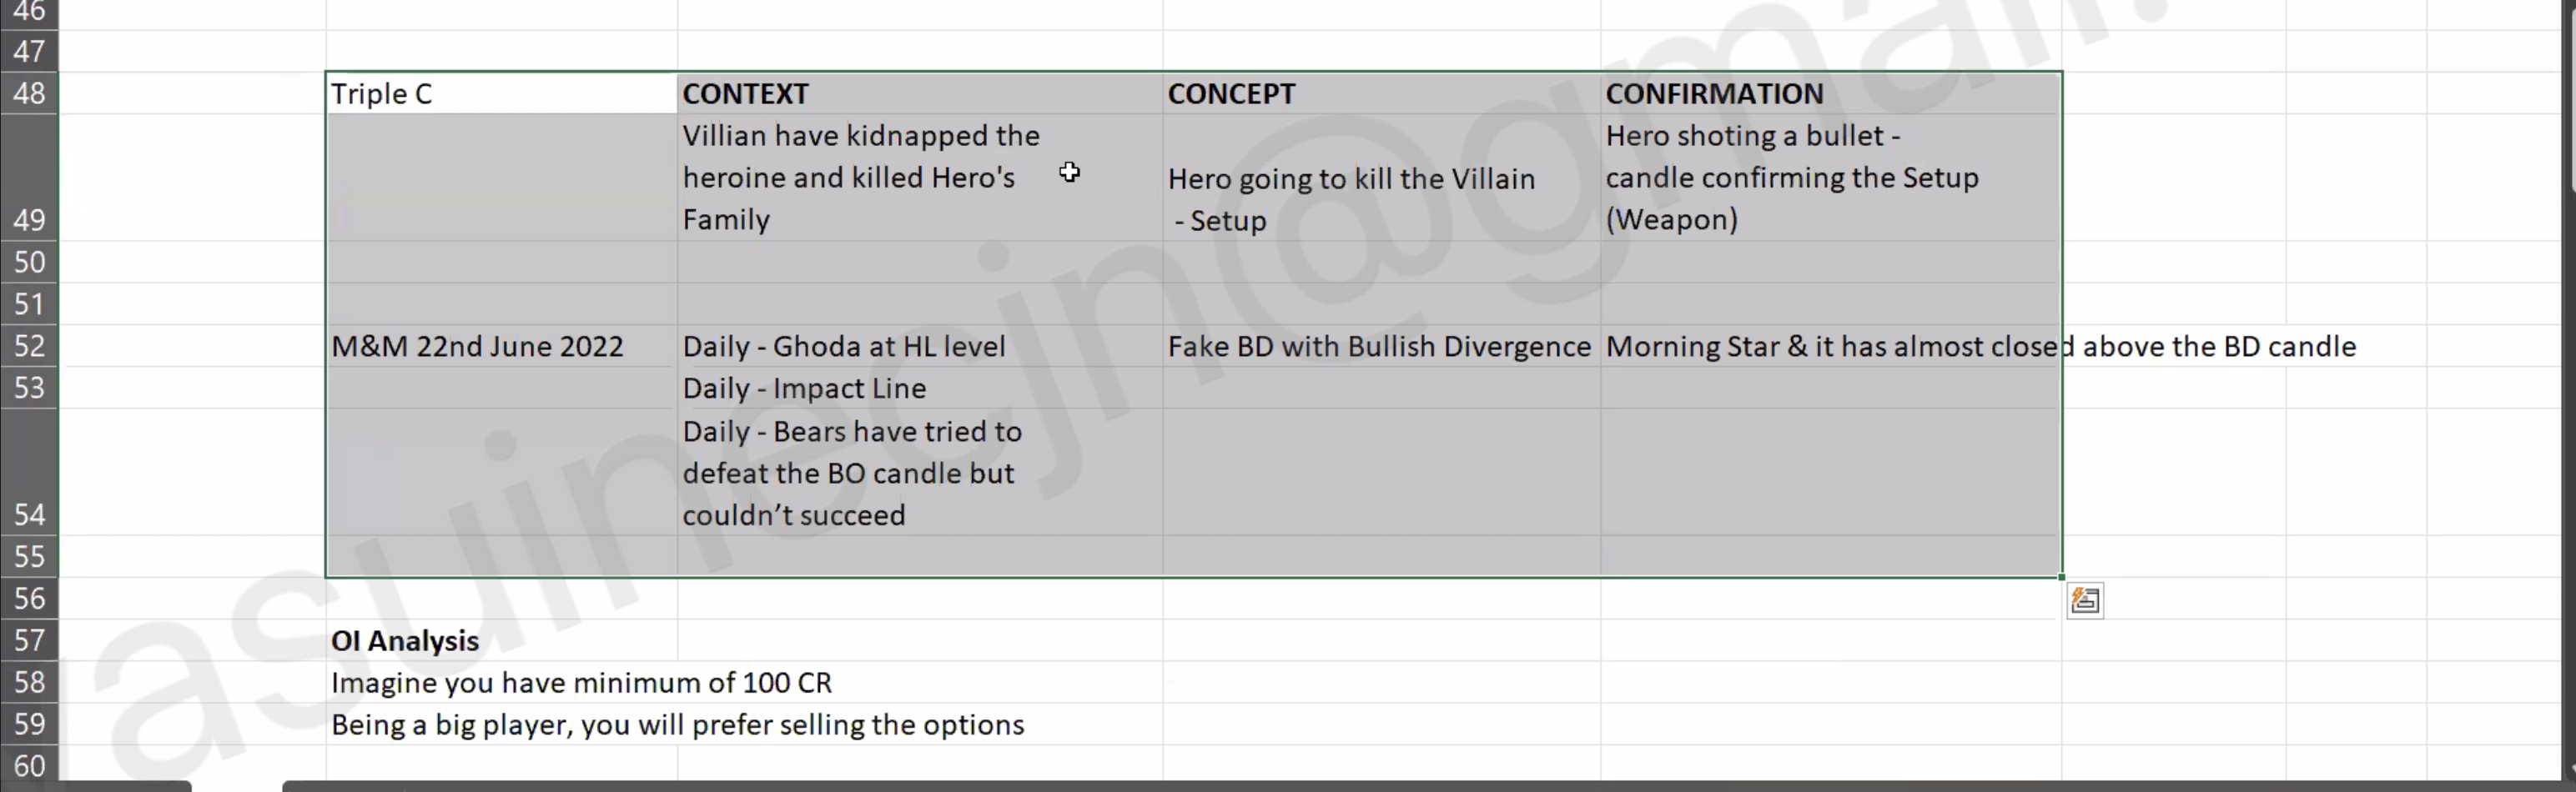 46
47
48 Triple C CONTEXT CONCEPT CONFIRMATION
Villian have kidnapped the Hero shoting a bullet -
heroine and killed Hero's Hero going to kill the Villain candle confirming the Setup
49 Family - Setup (Weapon)
50
51
52 M&M 22nd June 2022 Daily - Ghoda at HL level Fake BD with Bullish Divergence Morning Star & it has almost closed above the BD candle
53 Daily - Impact Line
Daily - Bears have tried to
defeat the BO candle but
54 couldn’t succeed
55
56
57 OI Analysis
58 Imagine you have minimum of 100 CR
59 Being a big player, you will prefer selling the options
60